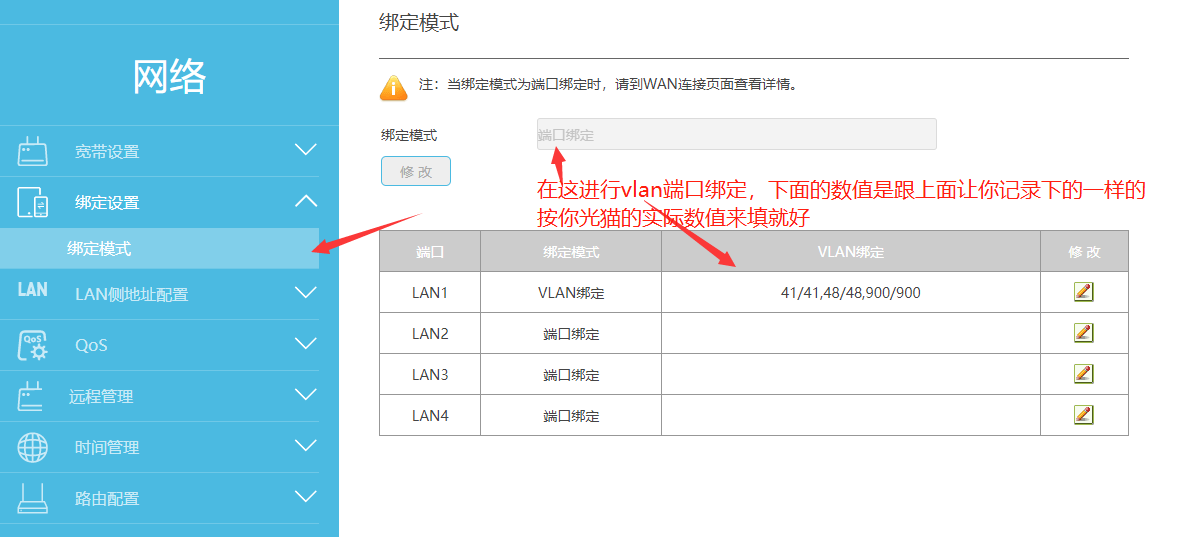 绑定模式
网络
注：当绑定模式为端口绑定时，请到WAN连接页面查看详情。
绑定模式
端口绑定
修 改
宽带设置
绑定设置
绑定模式
LAN
LAN侧地址配置
QoS
QoS
远程管理
时间管理
路由配置
在这进行vlan端口绑定，下面的数值是跟上面让你记录下的一样的
按你光猫的实际数值来填就好
端口 绑定模式 VLAN绑定 修 改
LAN1 VLAN绑定 41/41,48/48,900/900
LAN2 端口绑定
LAN3 端口绑定
LAN4 端口绑定